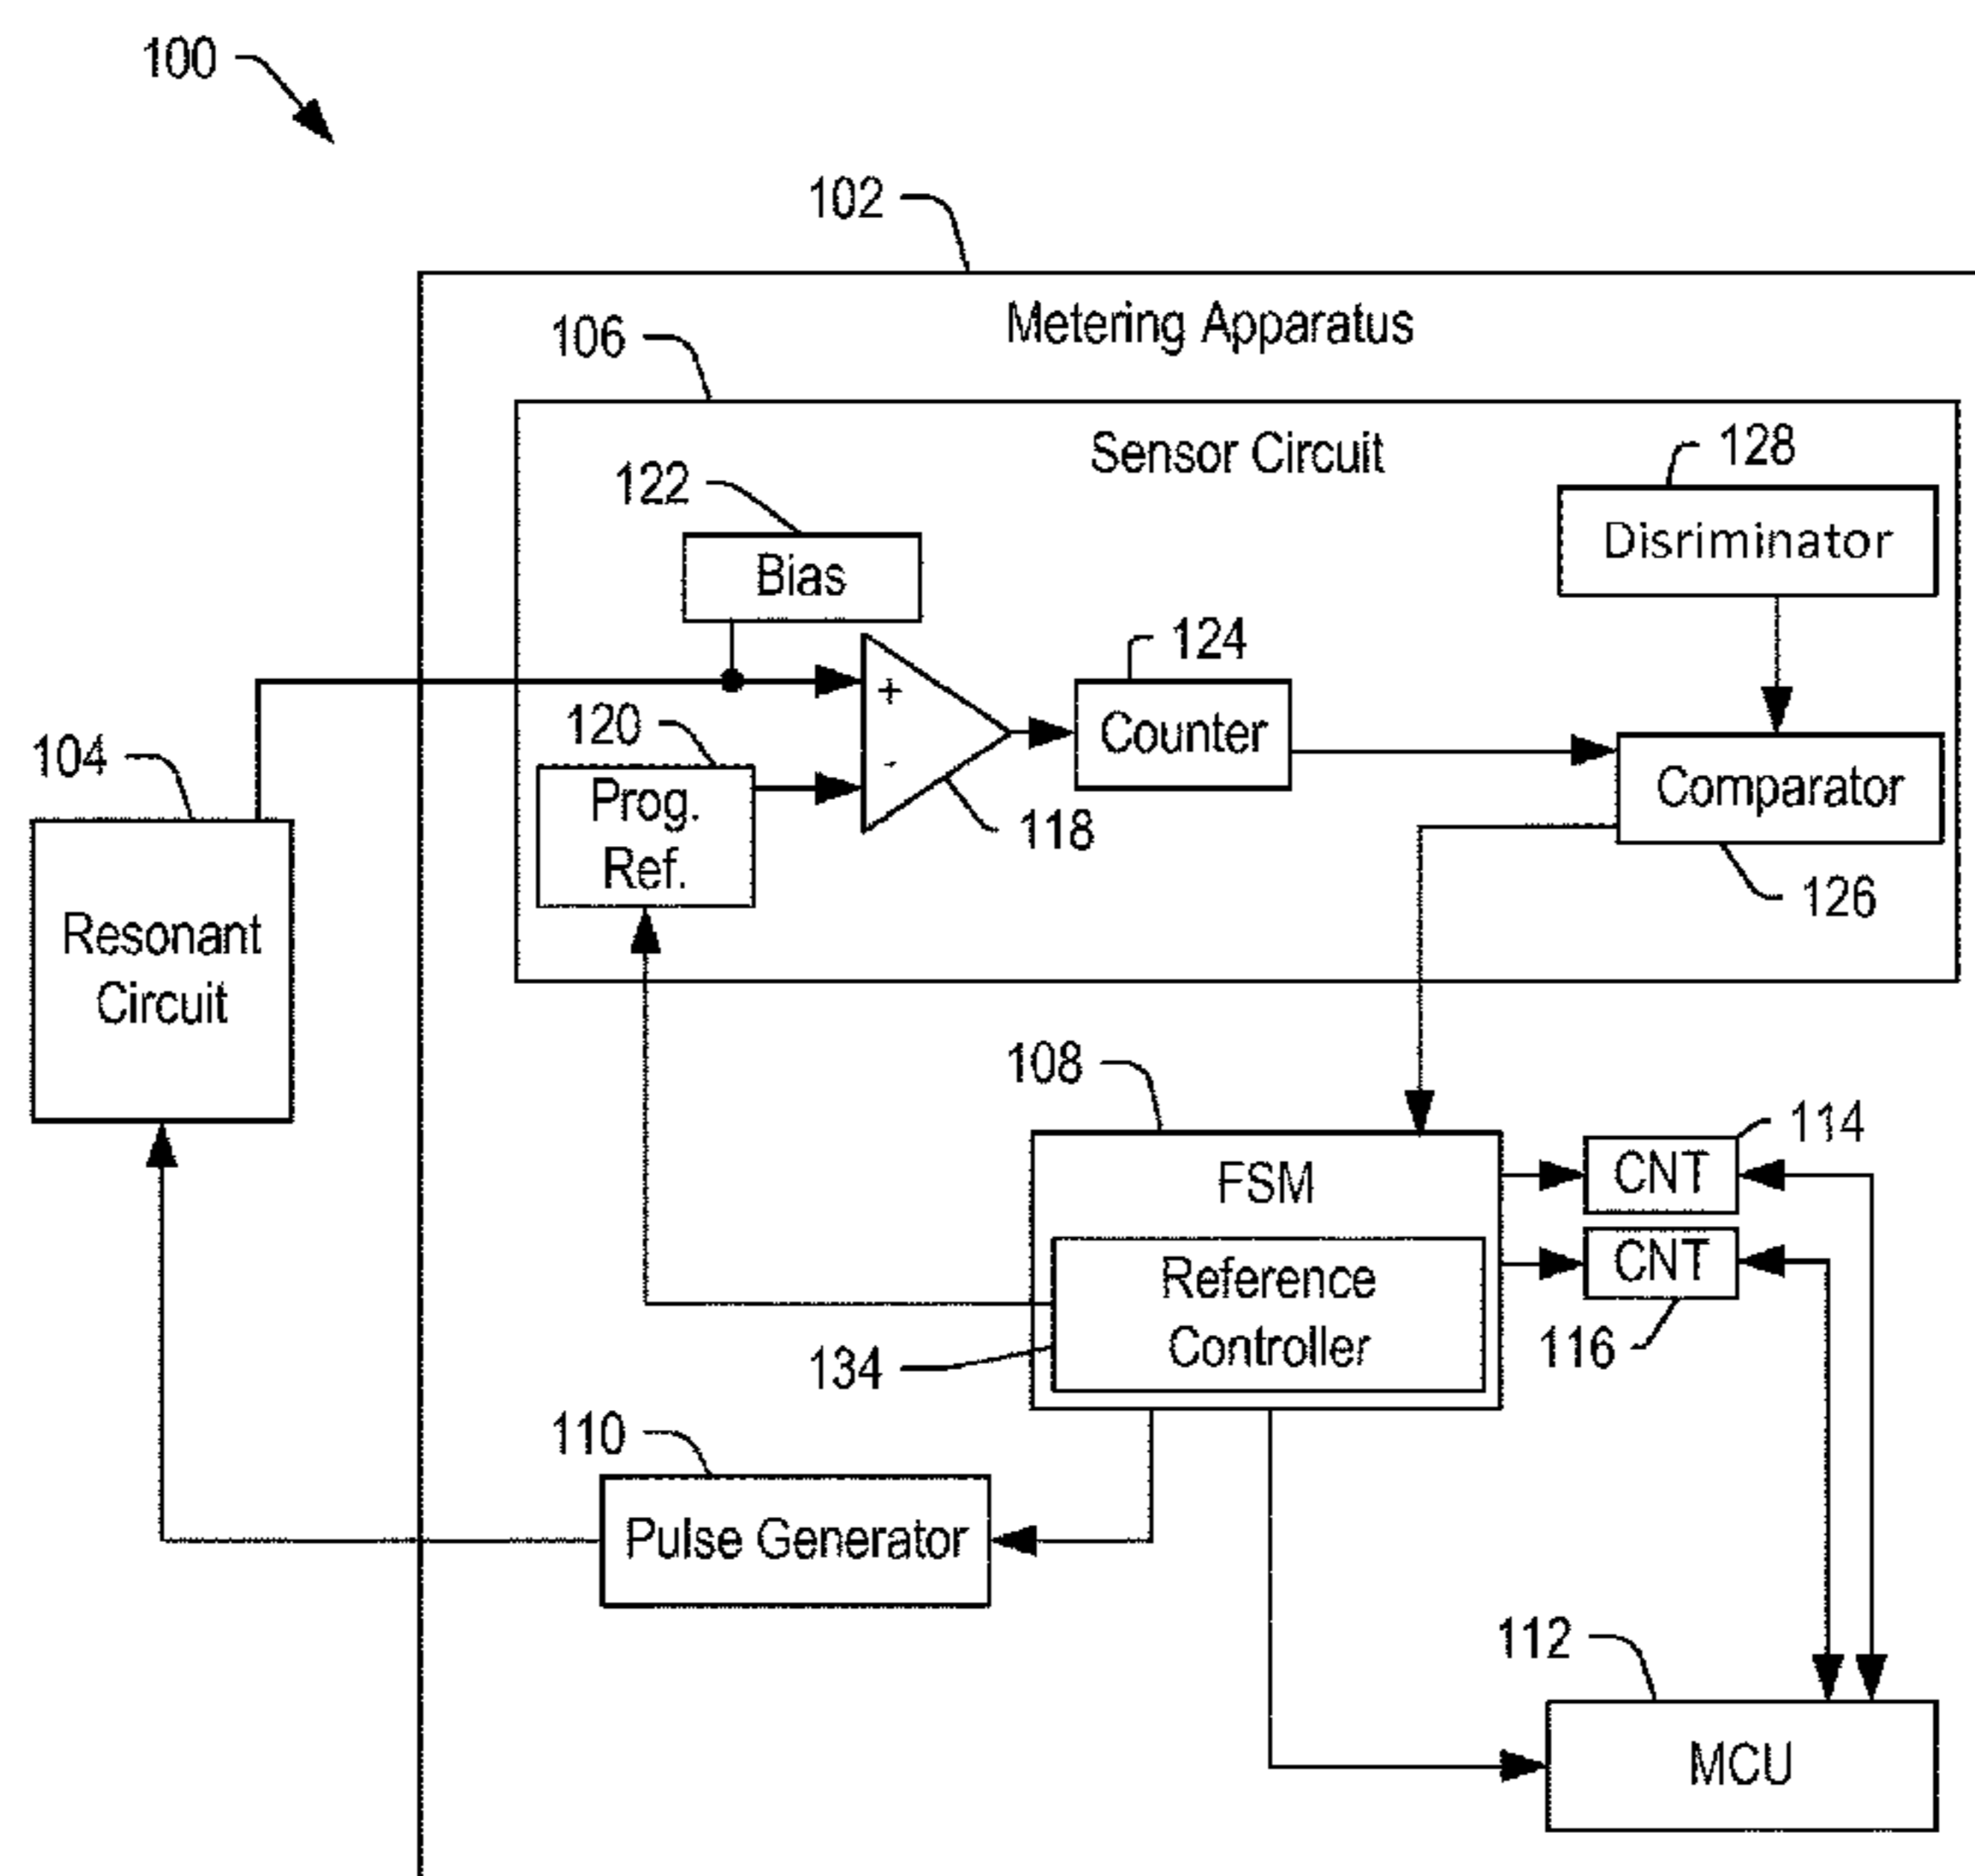 100
102
Metering Apparatus
106
Sensor Circuit
128
122
Disriminator
Bias
124
120
Counter
104
Prog.
Ref.
+
-
118
Comparator
126
Resonant
Circuit
108
114
FSM
CNT
CNT
Reference
Controller
116
134
110
Pulse Generator
112
MCU